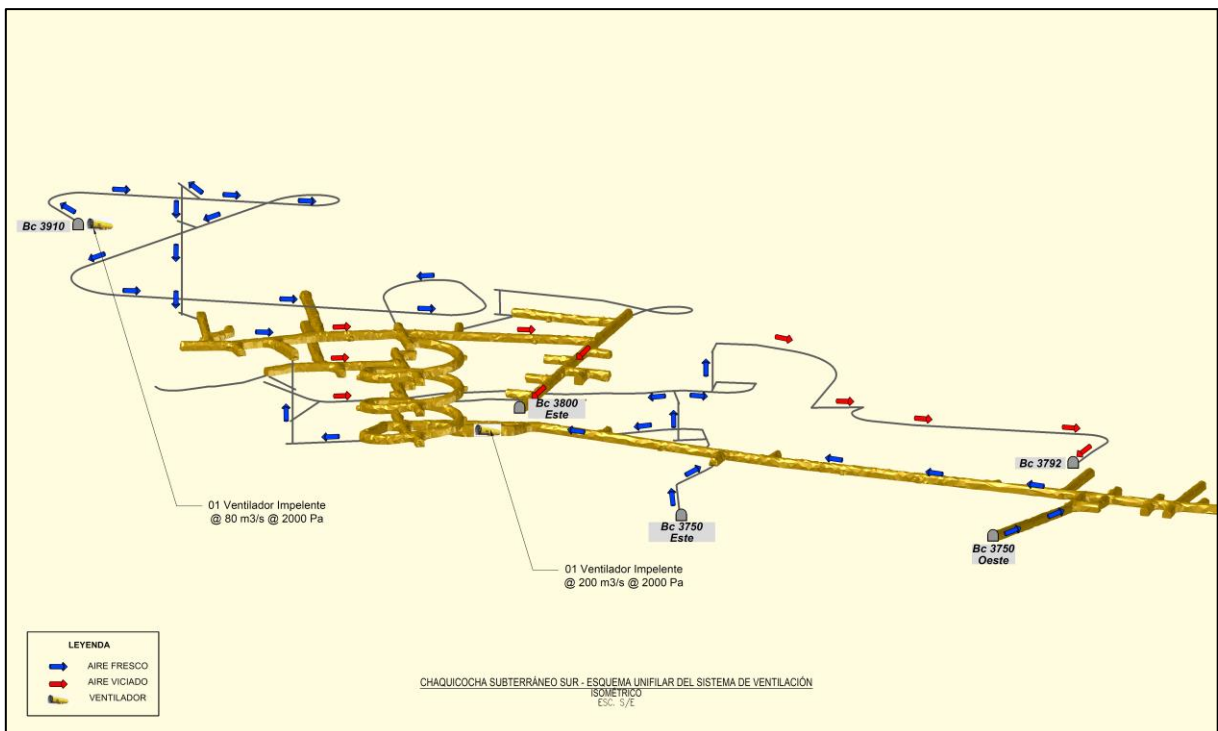 Bc 3910
Bc 3800
Este
Bc 3792
01 Ventilador Impelente
@ 80 m3/s @ 2000 Pa
Bc 3750
Este
Bc 3750
Oeste
01 Ventilador Impelente
@ 200 m3/s @ 2000 Pa
LEYENDA
AIRE FRESCO
AIRE VICIADO
VENTILADOR
CHAQUICOCHA SUBTERRÁNEO SUR - ESQUEMA UNIFILAR DEL SISTEMA DE VENTILACIÓN
ISOMÉTRICO
ESC. S/E